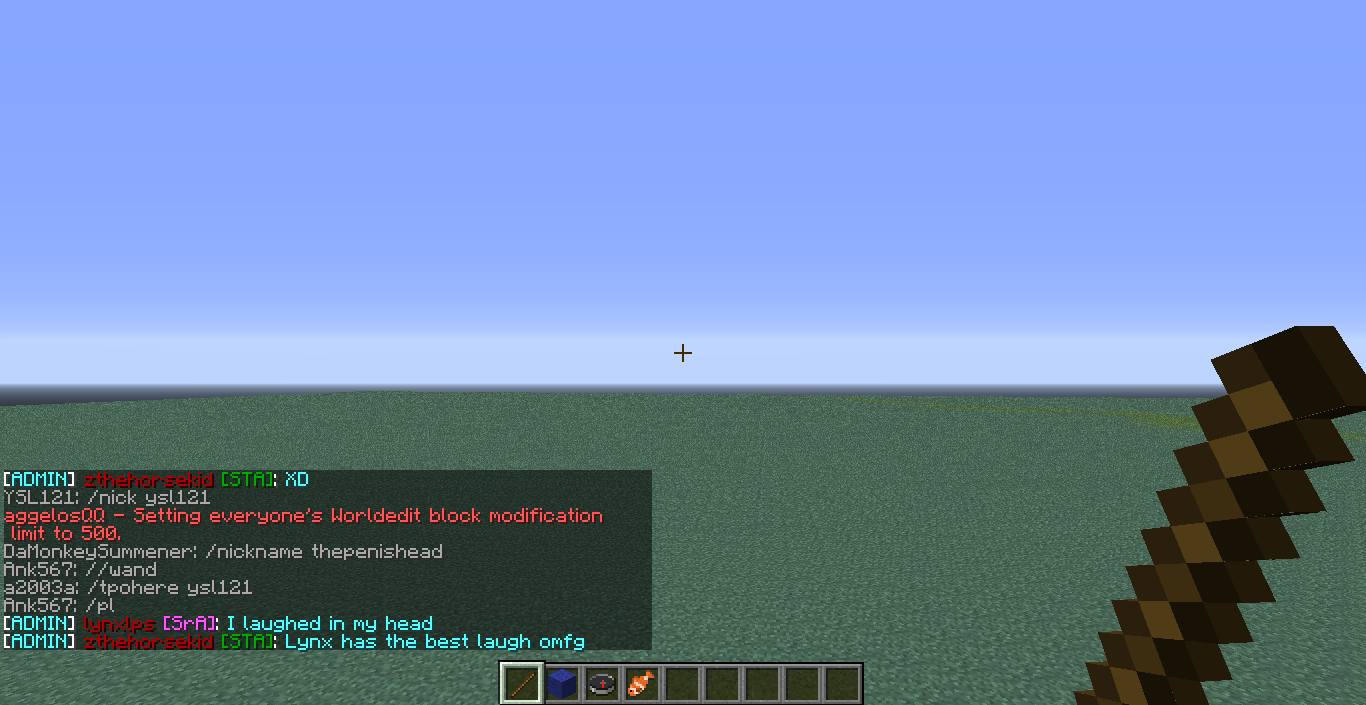 [ADMIN] zthehorsekid [STA]: XD
YSL121: /nick ysl121
aggelosQQ - Setting everyone's Worldedit block modification
limit to 500.
DaMonkeySummener: /nickname thepenishead
Ank567: //wand
a2003a: /tpohere ysl121
Ank567: /pl
[ADMIN] lynxlps [SrA]: I laughed in my head
[ADMIN] zthehorsekid [STA]: Lynx has the best laugh omfg